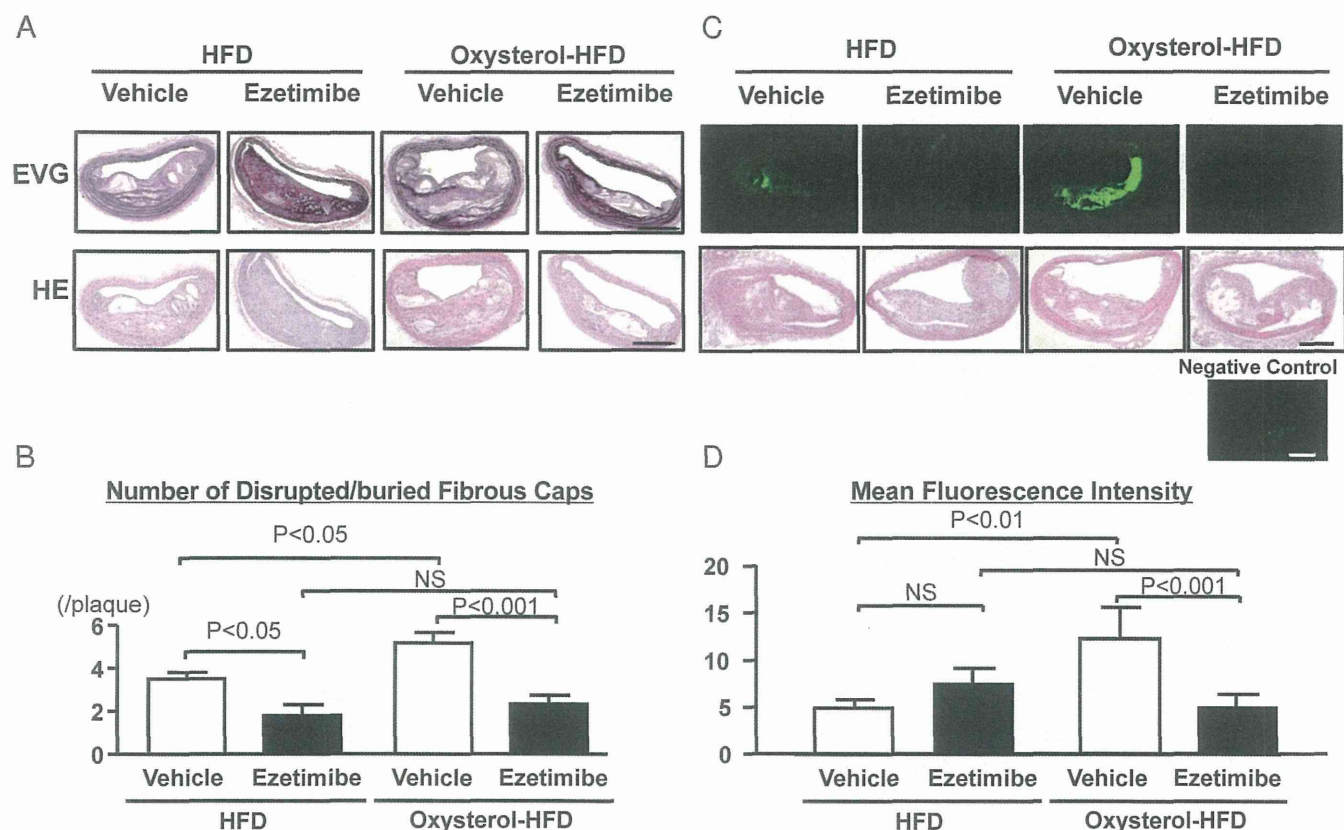 A
HFD Oxysterol-HFD
Vehicle Ezetimibe Vehicle Ezetimibe
EVG
HE
C
HFD Oxysterol-HFD
Vehicle Ezetimibe Vehicle Ezetimibe
Negative Control
B
Number of Disrupted/buried Fibrous Caps
P<0.05
NS
(/plaque)
P<0.001
P<0.05
6
4
2
0
Vehicle Ezetimibe Vehicle Ezetimibe
HFD Oxysterol-HFD
D
Mean Fluorescence Intensity
P<0.01
NS
NS
P<0.001
20
15
10
5
0
Vehicle Ezetimibe Vehicle Ezetimibe
HFD Oxysterol-HFD